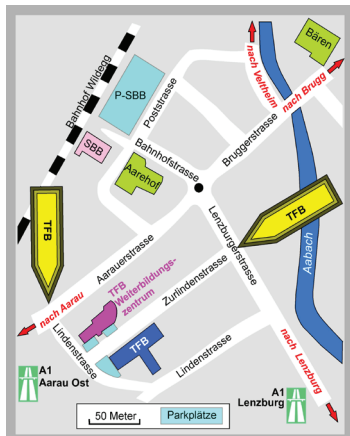 Bären
nach Veltheim
nach Brugg
Bahnhof Wildegg
P-SBB
Poststrasse
Bruggerstrasse
SBB
Bahnhofstrasse
Aarehof
TFB
TFB
Aabach
Lenzburgerstrasse
Aarauerstrasse
TFB
Weiterbildungs-
zentrum
Zurlindenstrasse
nach Aarau
Lindenstrasse
TFB
Lindenstrasse
nach Lenzburg
A1
Aarau Ost
A1
Lenzburg
50 Meter
Parkplätze